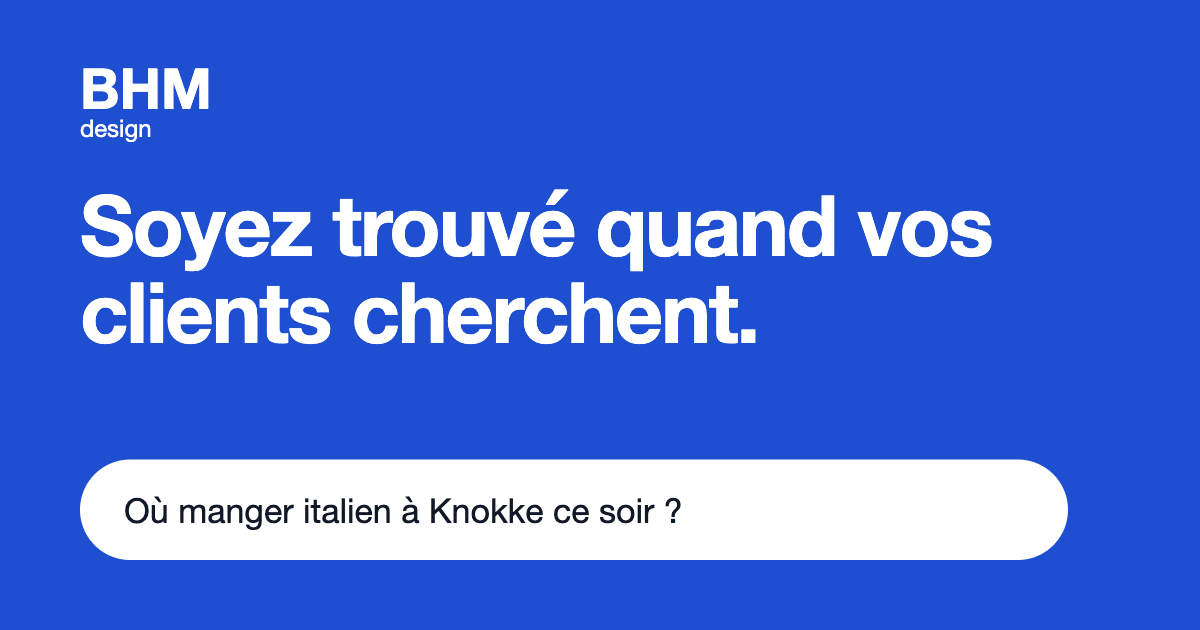 BHM
design
Soyez trouvé quand vos
clients cherchent.
Où manger italien à Knokke ce soir ?